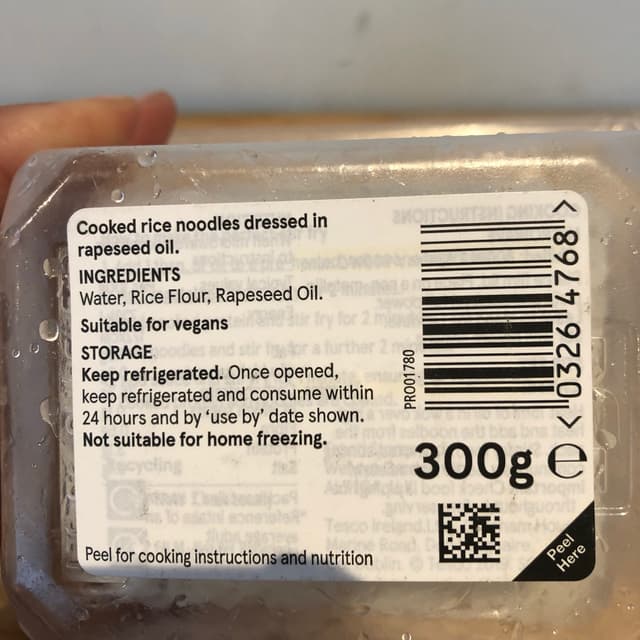 Cooked rice noodles dressed in
rapeseed oil.
INGREDIENTS
Water, Rice Flour, Rapeseed Oil.
Suitable for vegans
STORAGE
Keep refrigerated. Once opened,
keep refrigerated and consume within
24 hours and by ‘use by’ date shown.
Not suitable for home freezing.
Recycling
Peel for cooking instructions and nutrition
PRO01780
<0326 4768>
300g ℮
Peel
Here